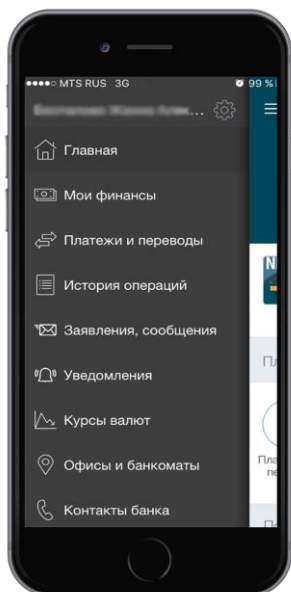 MTS RUS 3G 99 %
...
Главная
Мои финансы
Платежи и переводы
История операций
Заявления, сообщения
Уведомления
Курсы валют
Офисы и банкоматы
Контакты банка